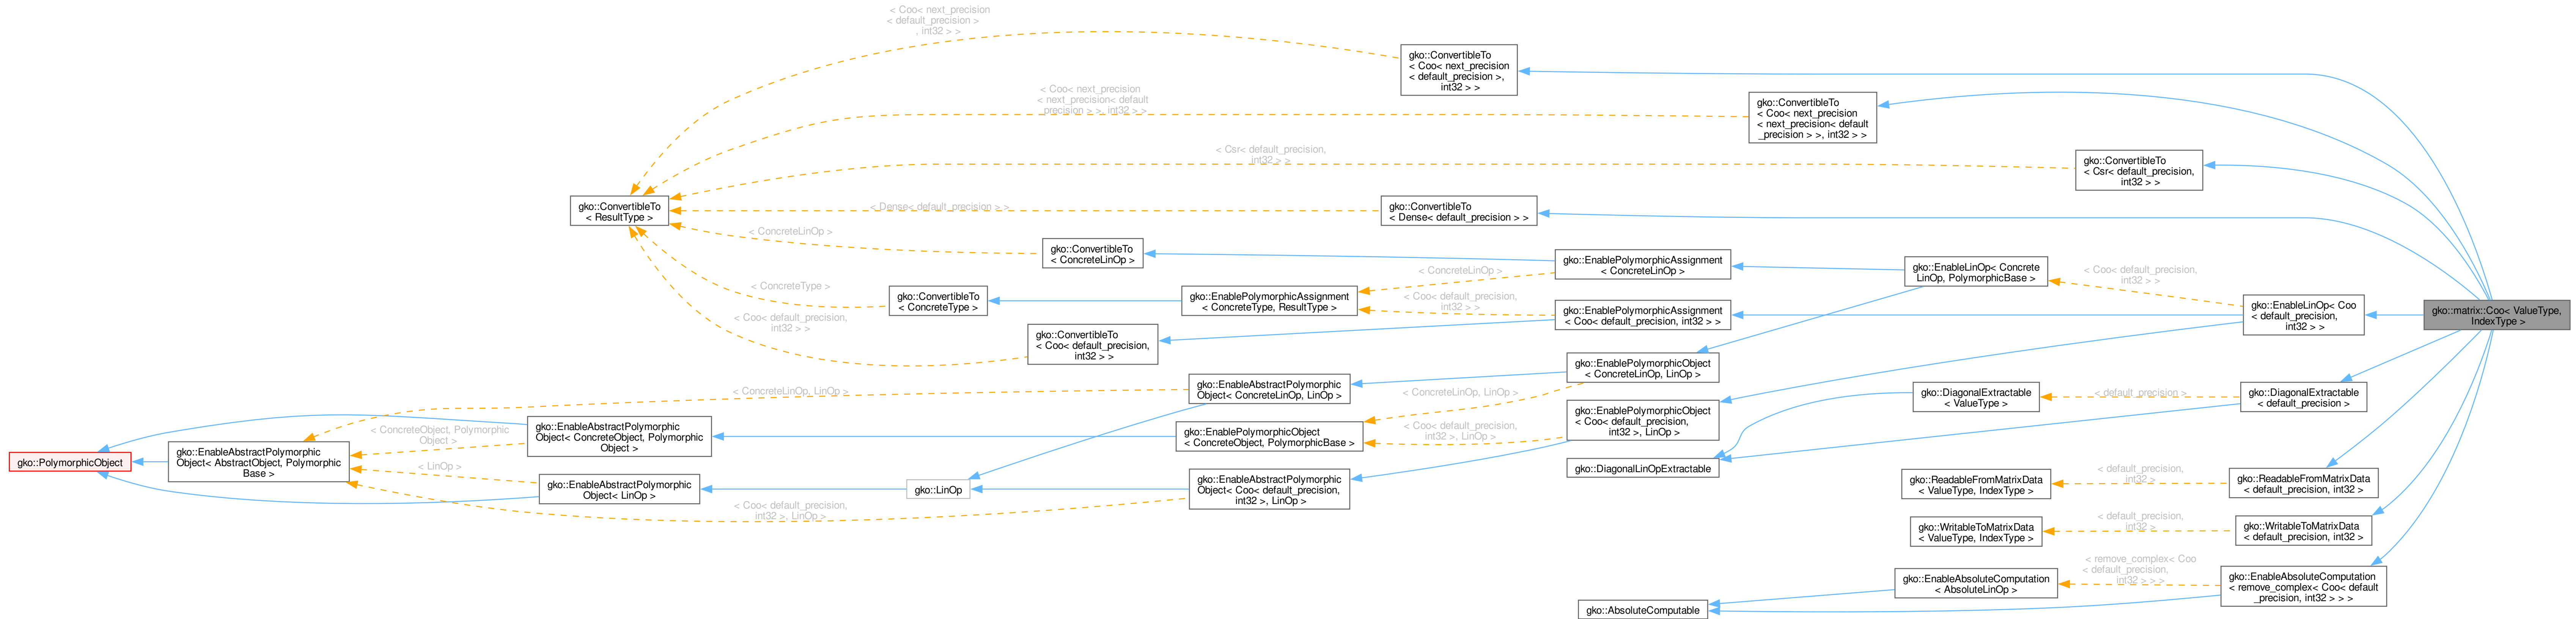 < Coo< next_precision
< default_precision >
, int32 > >
gko::ConvertibleTo
< Coo< next_precision
< default_precision >,
int32 > >
< Coo< next_precision
< next_precision< default
_precision > >, int32 > >
gko::ConvertibleTo
< Coo< next_precision
< next_precision< default
_precision > >, int32 > >
< Csr< default_precision,
int32 > >
gko::ConvertibleTo
< Csr< default_precision,
int32 > >
gko::ConvertibleTo
< ResultType >
< Dense< default_precision > >
gko::ConvertibleTo
< Dense< default_precision > >
< ConcreteLinOp >
gko::ConvertibleTo
< ConcreteLinOp >
gko::EnablePolymorphicAssignment
< ConcreteLinOp >
gko::EnableLinOp< Concrete
LinOp, PolymorphicBase >
< Coo< default_precision,
int32 > >
< ConcreteLinOp >
< ConcreteType >
gko::ConvertibleTo
< ConcreteType >
gko::EnablePolymorphicAssignment
< ConcreteType, ResultType >
< Coo< default_precision,
int32 > >
gko::EnablePolymorphicAssignment
< Coo< default_precision, int32 > >
gko::EnableLinOp< Coo
< default_precision,
int32 > >
gko::matrix::Coo< ValueType,
IndexType >
< Coo< default_precision,
int32 > >
gko::ConvertibleTo
< Coo< default_precision,
int32 > >
gko::EnablePolymorphicObject
< ConcreteLinOp, LinOp >
< ConcreteLinOp, LinOp >
gko::EnableAbstractPolymorphic
Object< ConcreteLinOp, LinOp >
< ConcreteLinOp, LinOp >
gko::DiagonalExtractable
< ValueType >
< default_precision >
gko::DiagonalExtractable
< default_precision >
gko::EnablePolymorphicObject
< Coo< default_precision,
int32 >, LinOp >
< ConcreteObject, Polymorphic
Object >
gko::EnableAbstractPolymorphic
Object< ConcreteObject, Polymorphic
Object >
gko::EnablePolymorphicObject
< ConcreteObject, PolymorphicBase >
< Coo< default_precision,
int32 >, LinOp >
gko::PolymorphicObject
gko::EnableAbstractPolymorphic
Object< AbstractObject, Polymorphic
Base >
< LinOp >
gko::DiagonalLinOpExtractable
gko::EnableAbstractPolymorphic
Object< LinOp >
gko::LinOp
gko::EnableAbstractPolymorphic
Object< Coo< default_precision,
int32 >, LinOp >
< Coo< default_precision,
int32 >, LinOp >
gko::ReadableFromMatrixData
< ValueType, IndexType >
< default_precision,
int32 >
gko::ReadableFromMatrixData
< default_precision, int32 >
gko::WritableToMatrixData
< ValueType, IndexType >
< default_precision,
int32 >
gko::WritableToMatrixData
< default_precision, int32 >
gko::EnableAbsoluteComputation
< AbsoluteLinOp >
< remove_complex< Coo
< default_precision,
int32 > > >
gko::EnableAbsoluteComputation
< remove_complex< Coo< default
_precision, int32 > > >
gko::AbsoluteComputable